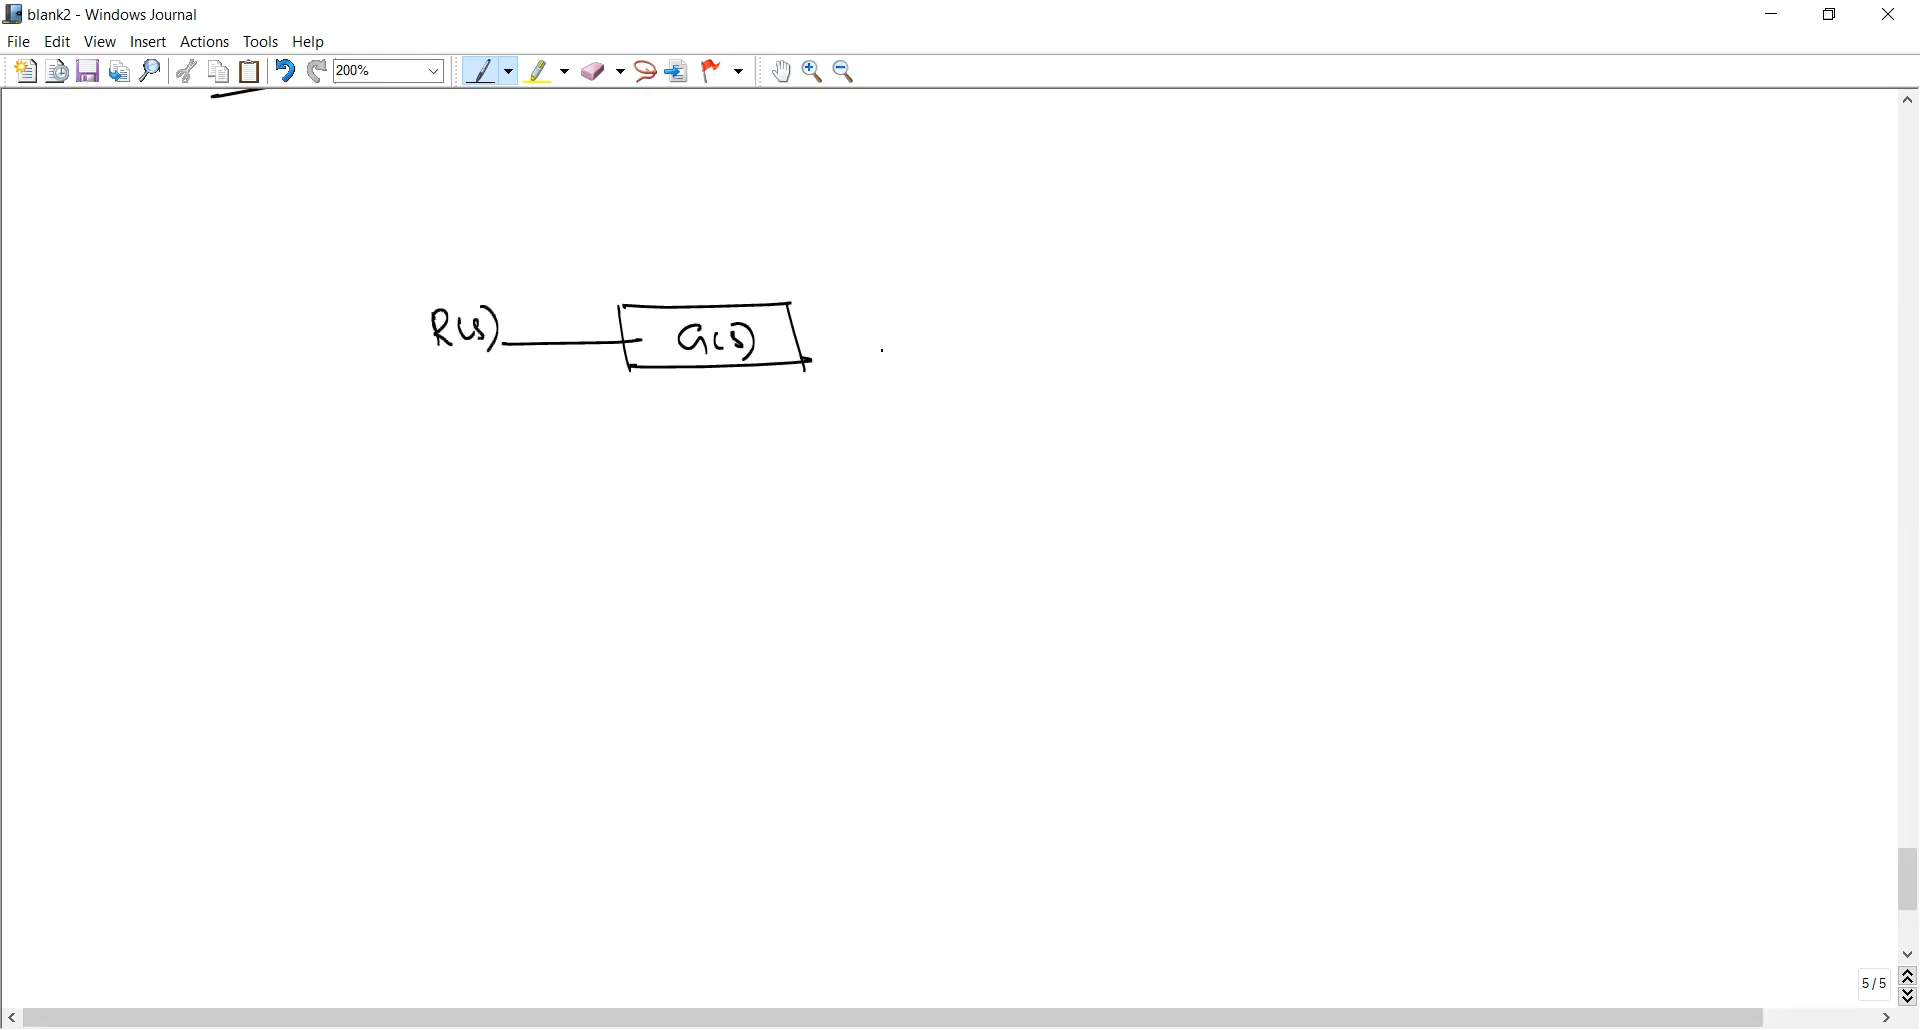 blank2 - Windows Journal
File Edit View Insert Actions Tools Help
200%
R(s) G(s)
5 / 5